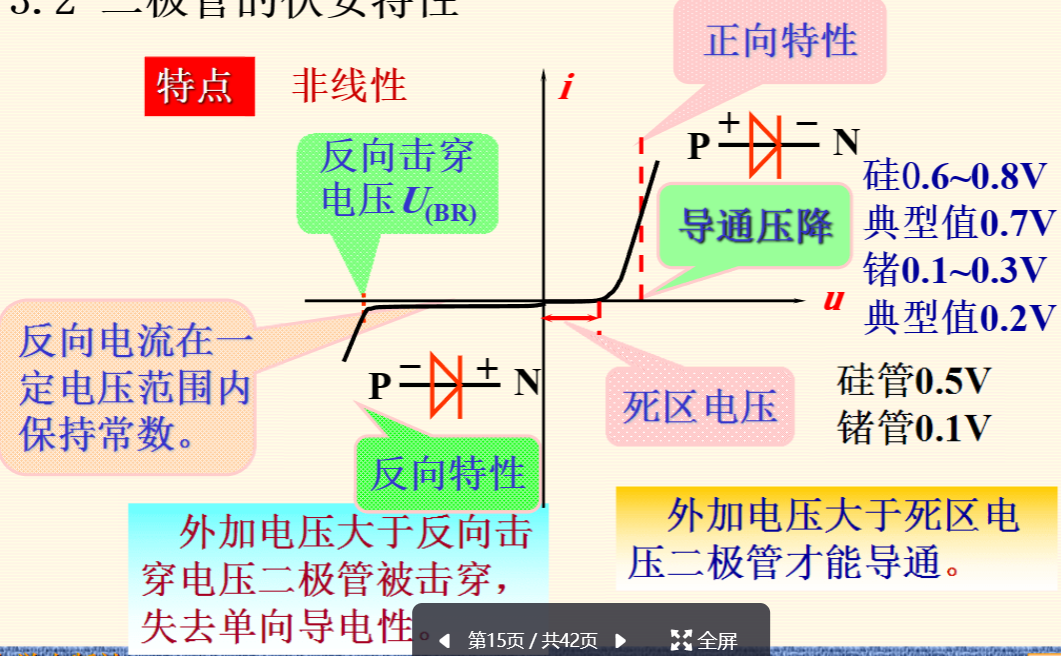 3.2 二极管的伏安特性
特点
非线性
i
正向特性
反向击穿
电压U(BR)
P + − N
导通压降
硅0.6~0.8V
典型值0.7V
锗0.1~0.3V
典型值0.2V
u
反向电流在一
定电压范围内
保持常数。
P − + N
死区电压
硅管0.5V
锗管0.1V
反向特性
外加电压大于反向击
穿电压二极管被击穿，
失去单向导电性。
外加电压大于死区电
压二极管才能导通。
第15页 / 共42页
全屏